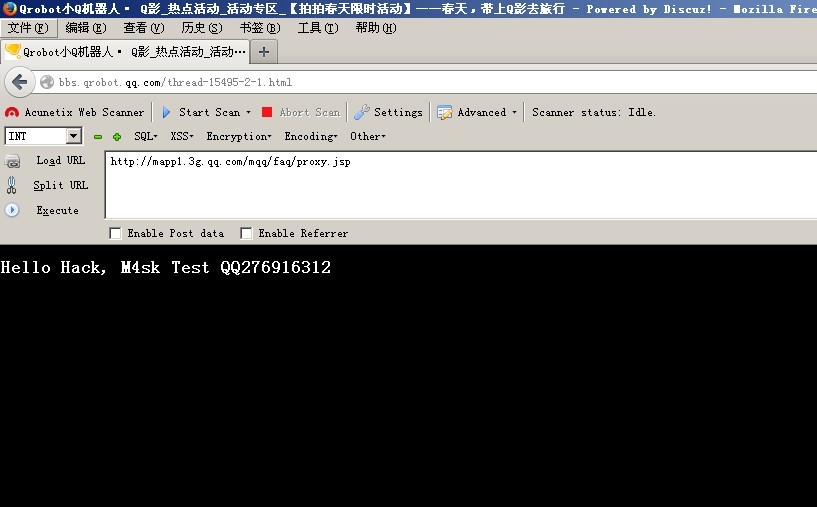 Qrobot小Q机器人▪ Q影_热点活动_活动专区_【拍拍春天限时活动】——春天，带上Q影去旅行 - Powered by Discuz! - Mozilla Fire
文件(F) 编辑(E) 查看(V) 历史(S) 书签(B) 工具(T) 帮助(H)
Qrobot小Q机器人▪ Q影_热点活动_活动... +
bbs.qrobot.qq.com/thread-15495-2-1.html
Acunetix Web Scanner Start Scan Abort Scan Settings Advanced Scanner status: Idle.
INT SQL XSS Encryption Encoding Other
Load URL http://mapp1.3g.qq.com/mqq/faq/proxy.jsp
Split URL
Execute
Enable Post data Enable Referrer
Hello Hack, M4sk Test QQ276916312